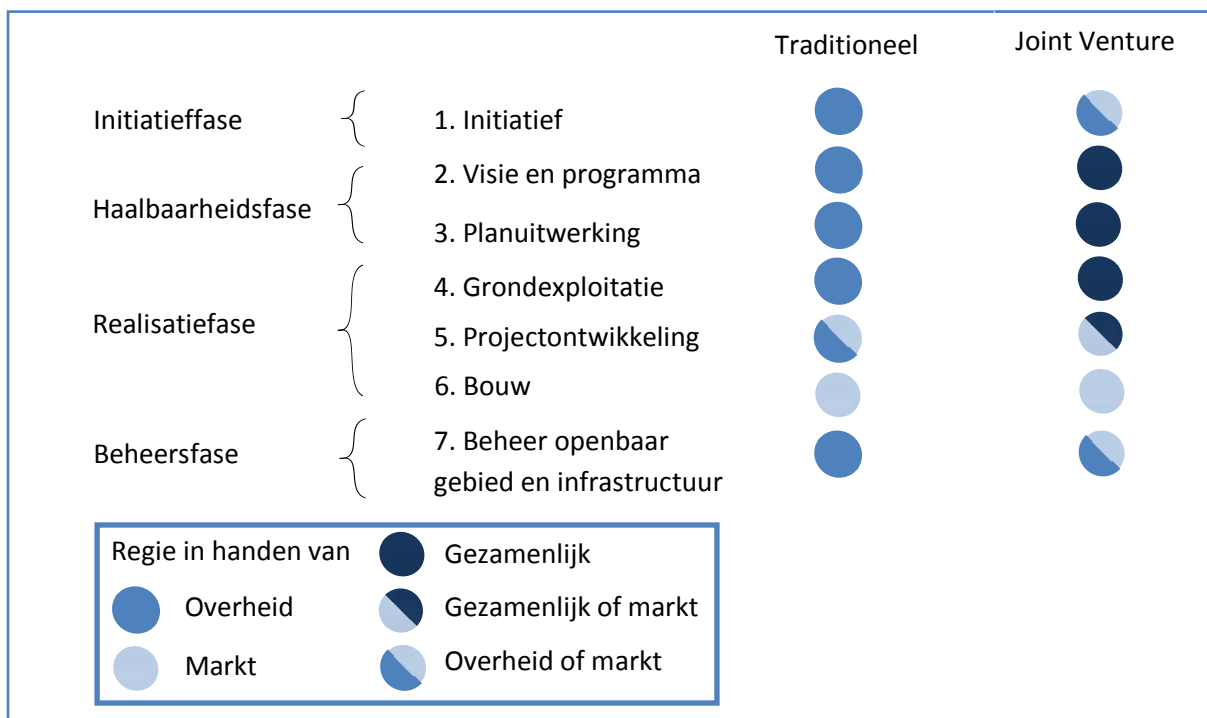 Traditioneel Joint Venture
Initiatieffase 1. Initiatief
2. Visie en programma
Haalbaarheidsfase
3. Planuitwerking
4. Grondexploitatie
Realisatiefase 5. Projectontwikkeling
6. Bouw
Beheersfase 7. Beheer openbaar
gebied en infrastructuur
Regie in handen van Gezamenlijk
Overheid Gezamenlijk of markt
Markt Overheid of markt